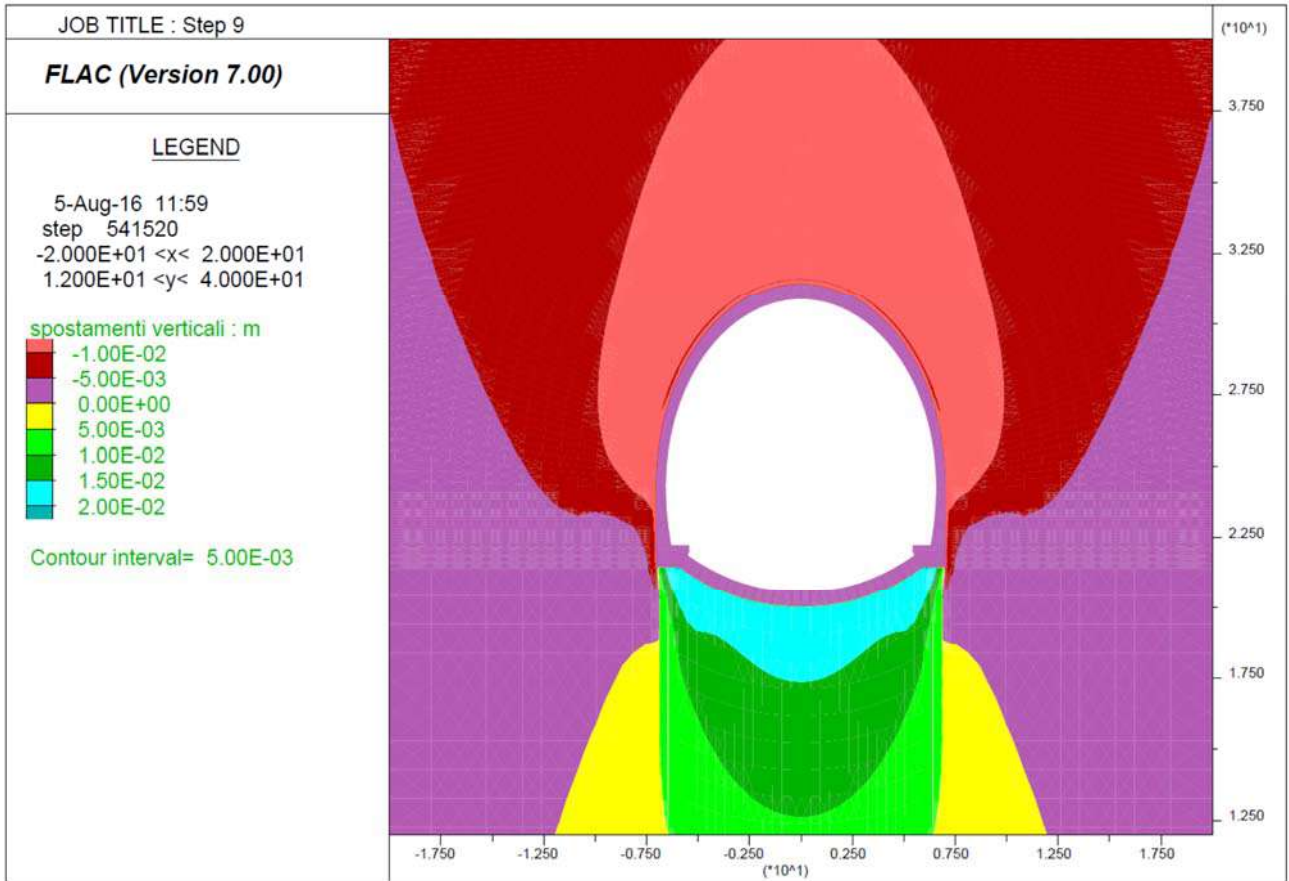 JOB TITLE : Step 9
(*10^1)
FLAC (Version 7.00)
LEGEND
5-Aug-16 11:59
step 541520
-2.000E+01 <x< 2.000E+01
1.200E+01 <y< 4.000E+01
spostamenti verticali : m
-1.00E-02
-5.00E-03
0.00E+00
5.00E-03
1.00E-02
1.50E-02
2.00E-02
Contour interval= 5.00E-03
3.750
3.250
2.750
2.250
1.750
1.250
-1.750 -1.250 -0.750 -0.250 0.250 0.750 1.250 1.750
(*10^1)